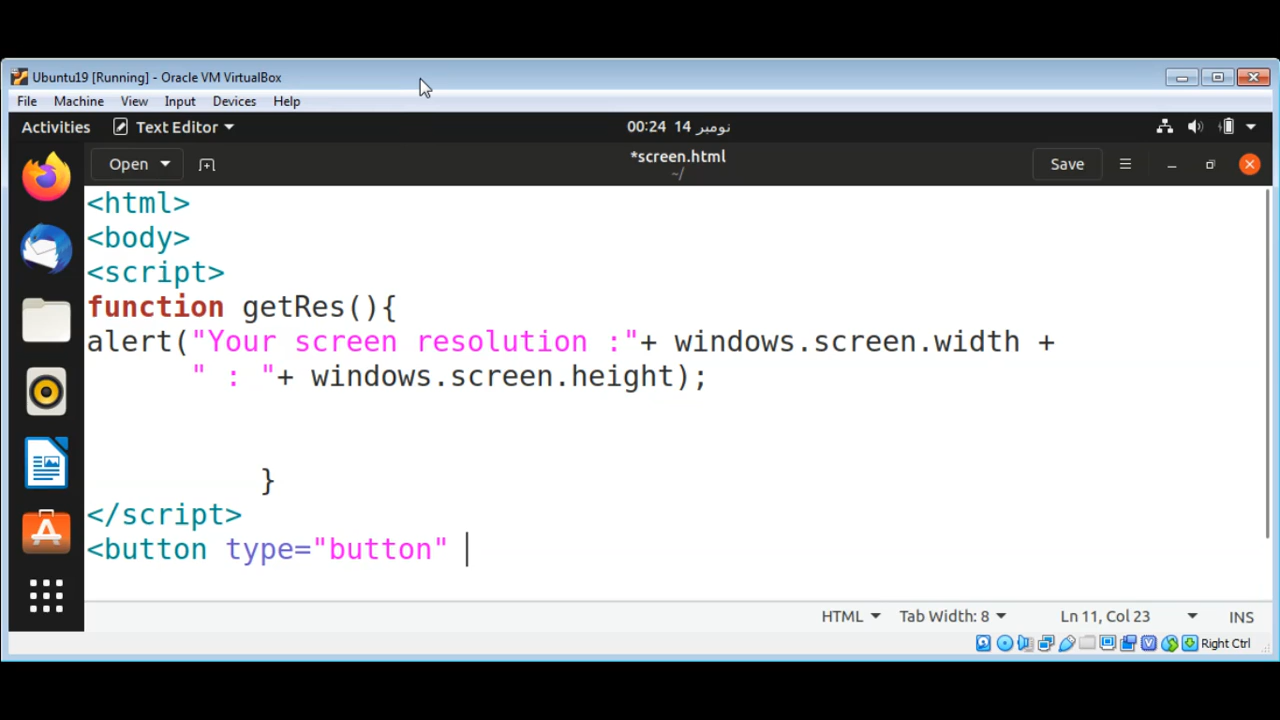 Ubuntu19 [Running] - Oracle VM VirtualBox
File Machine View Input Devices Help
Activities Text Editor 00:24 14 نومبر
Open *screen.html Save
~/
<html>
<body>
<script>
function getRes(){
alert("Your screen resolution :"+ windows.screen.width +
" : "+ windows.screen.height);
}
</script>
<button type="button"
HTML Tab Width: 8 Ln 11, Col 23 INS
Right Ctrl